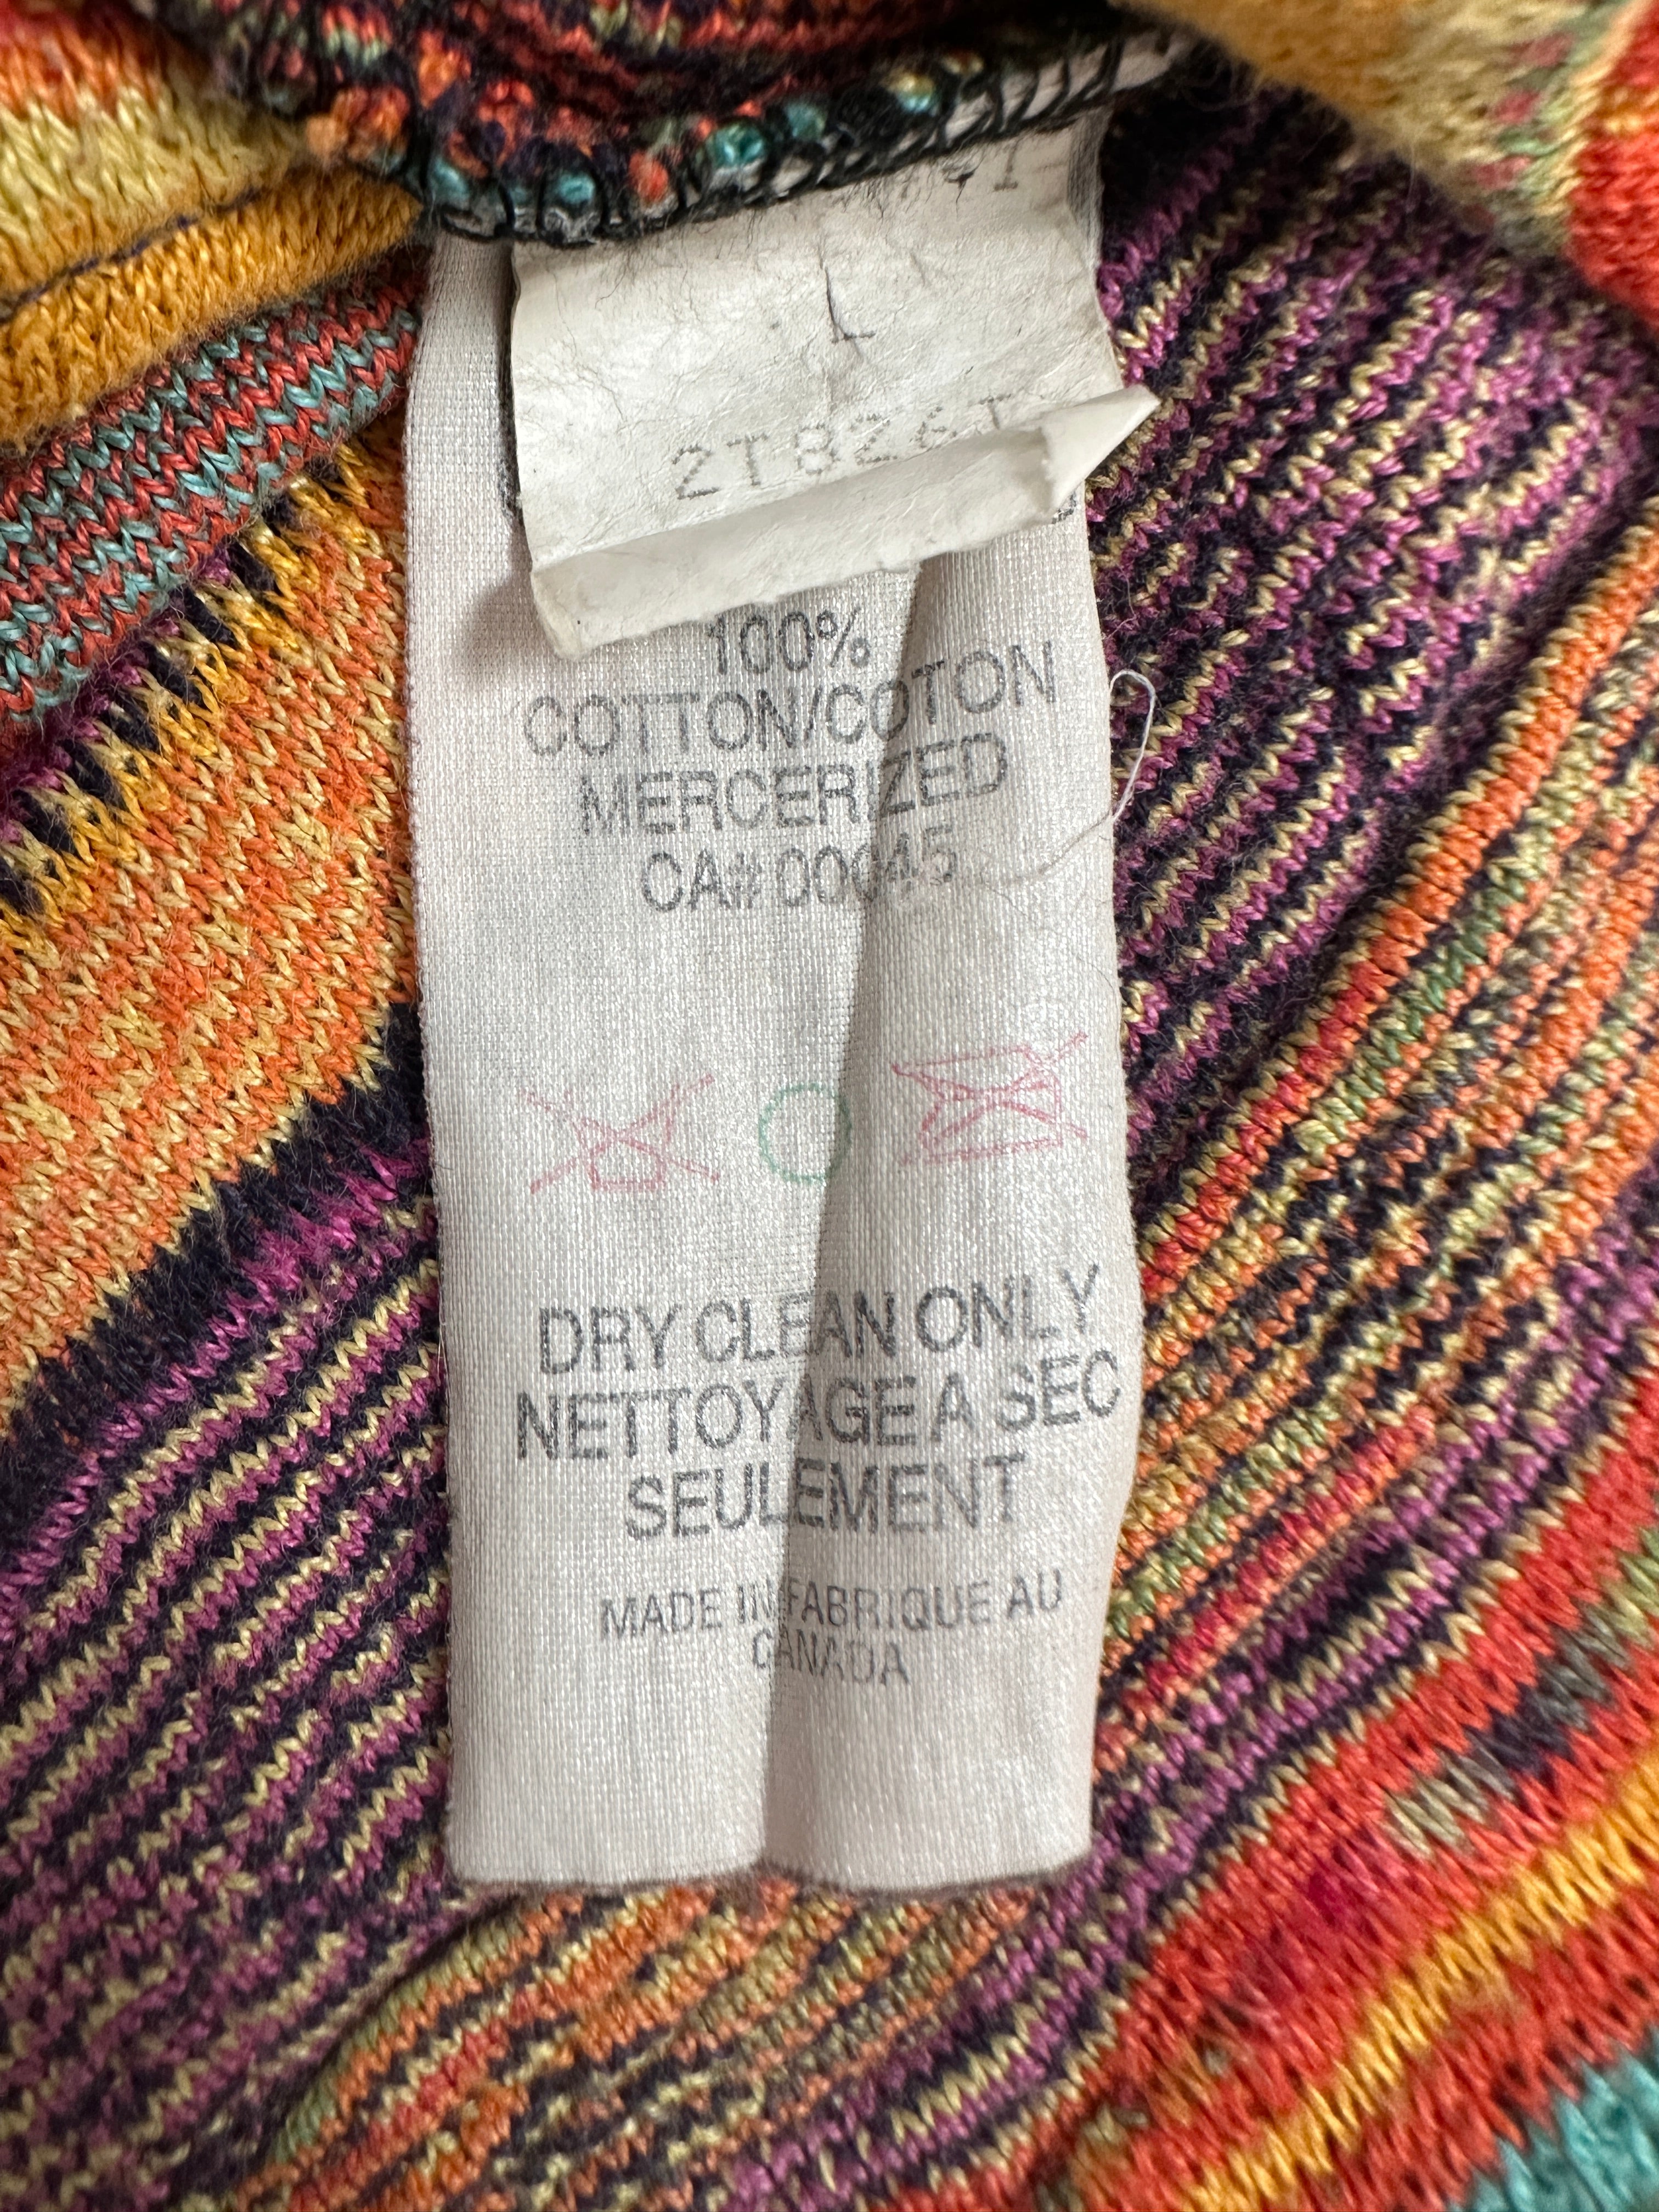 L
2T826T
100%
COTTON/COTON
MERCERIZED
CA# 00045
DRY CLEAN ONLY
NETTOYAGE A SEC
SEULEMENT
MADE IN/FABRIQUE AU
CANADA